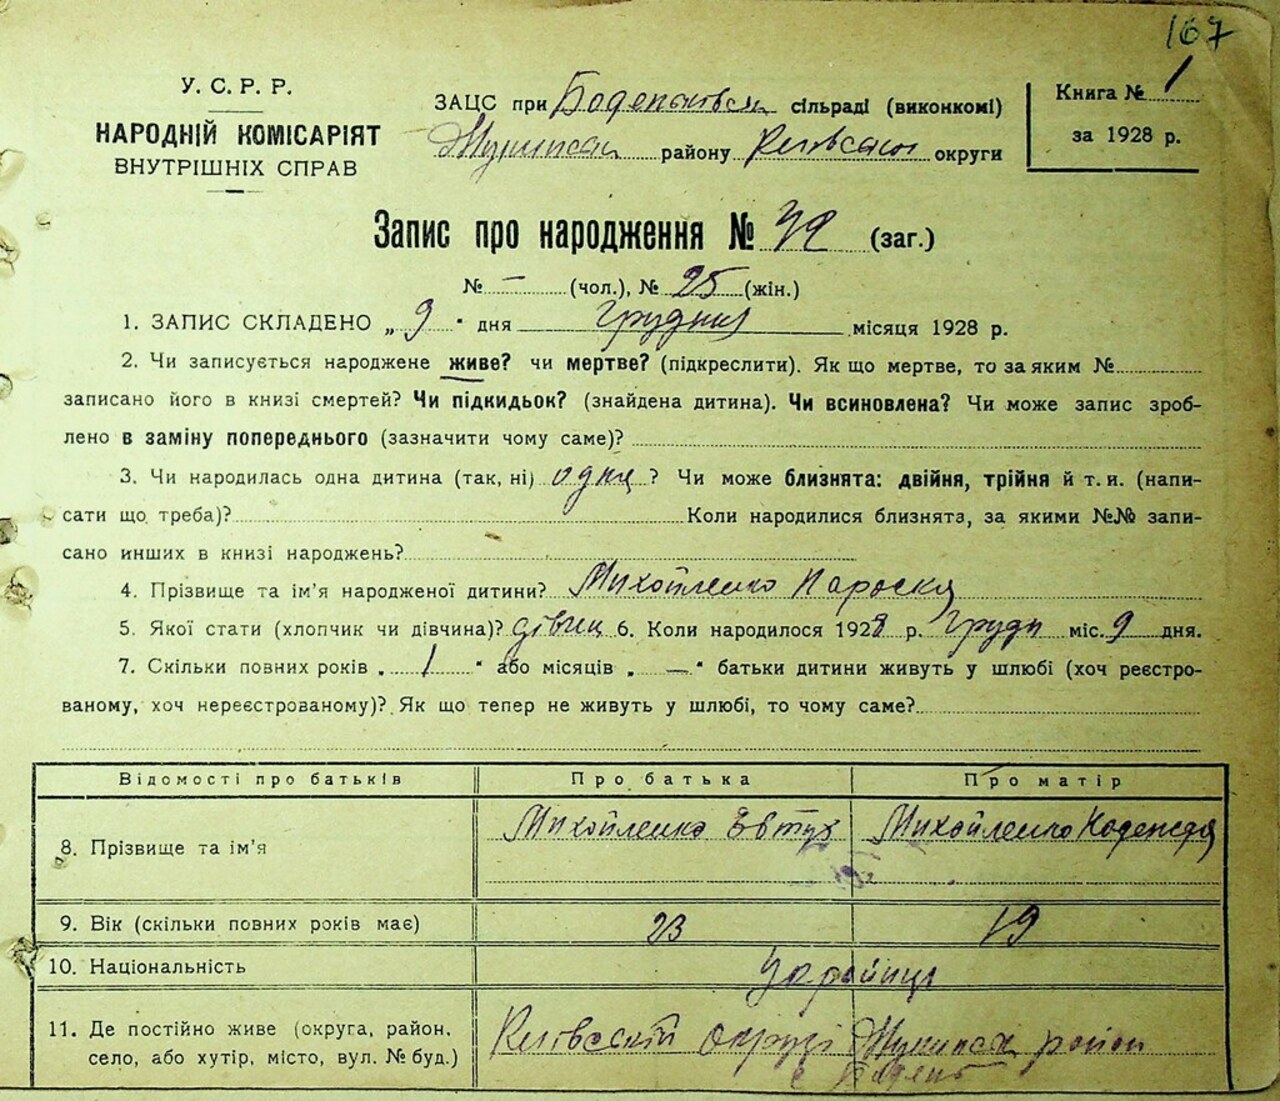 167
У. С. Р. Р.
НАРОДНІЙ КОМІСАРІЯТ
ВНУТРІШНІХ СПРАВ
ЗАЦС при сільраді (виконкомі)
району округи
Книга № 1
за 1928 р.
Запис про народження № (заг.)
№ — (чол.), № 25 (жін.)
1. ЗАПИС СКЛАДЕНО „ 9 " дня Грудня місяця 1928 р.
2. Чи записується народжене живе? чи мертве? (підкреслити). Як що мертве, то за яким №
записано його в книзі смертей? Чи підкидьок? (знайдена дитина). Чи всиновлена? Чи може запис зроб-
лено в заміну попереднього (зазначити чому саме)?
3. Чи народилась одна дитина (так, ні) одна ? Чи може близнята: двійня, трійня й т. и. (напи-
сати що треба)? Коли народилися близнята, за якими №№ запи-
сано инших в книзі народжень?
4. Прізвище та ім'я народженої дитини? Михайленко Параска
5. Якої стати (хлопчик чи дівчина)? 6. Коли народилося 1928 р. Грудн міс. 9 дня.
7. Скільки повних років „ 1 " або місяців „ — " батьки дитини живуть у шлюбі (хоч реєстро-
ваному, хоч нереєстрованому)? Як що тепер не живуть у шлюбі, то чому саме?
Відомості про батьків Про батька Про матір
8. Прізвище та ім'я Михайленко Євтух Михайленко Надежда
9. Вік (скільки повних років має) 23 19
10. Національність Українці
11. Де постійно живе (округа, район, округі район
село, або хутір, місто, вул. № буд.) с